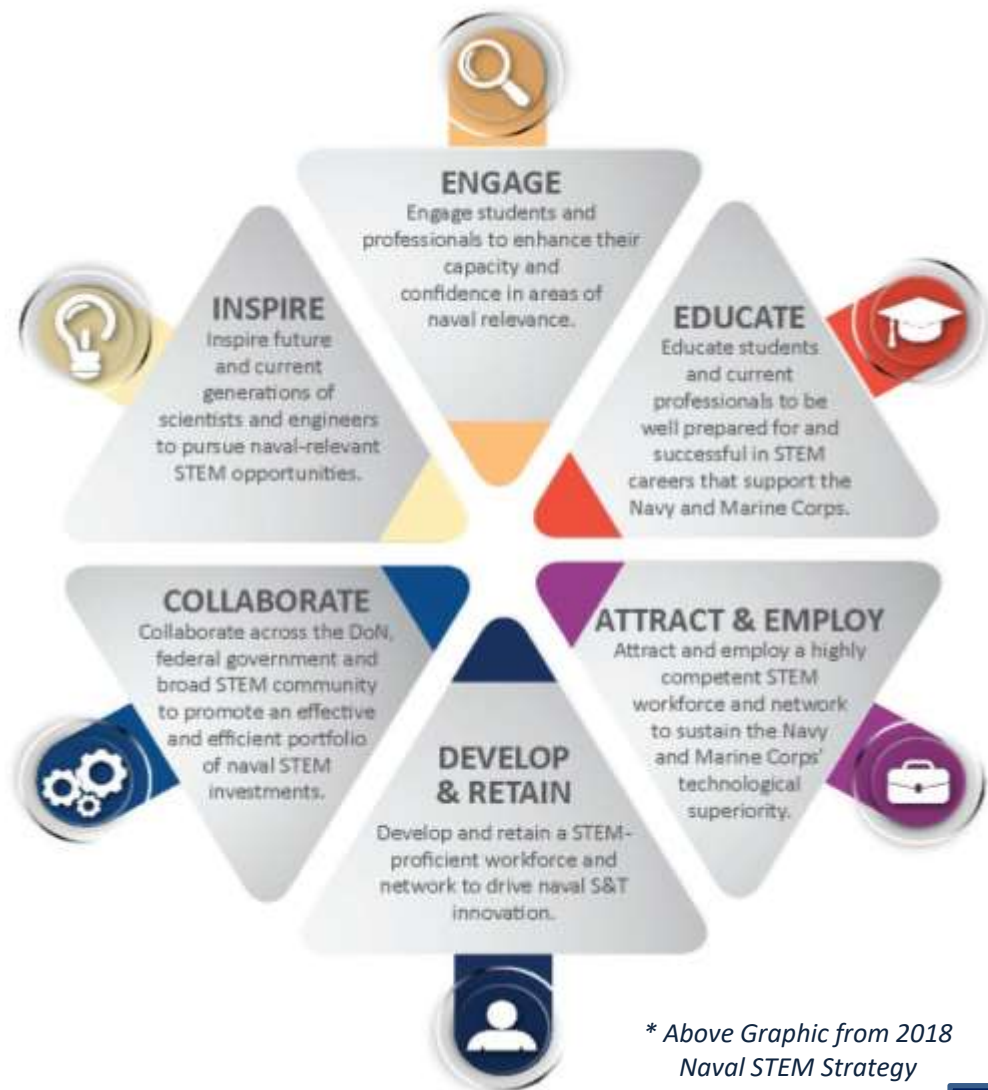 ENGAGE
Engage students and
professionals to enhance their
capacity and
confidence in areas of
naval relevance.
INSPIRE
Inspire future
and current
generations of
scientists and engineers
to pursue naval-relevant
STEM opportunities.
EDUCATE
Educate students
and current
professionals to be
well prepared for and
successful in STEM
careers that support the
Navy and Marine Corps.
COLLABORATE
Collaborate across the DoN,
federal government and
broad STEM community
to promote an effective
and efficient portfolio
of naval STEM
investments.
ATTRACT & EMPLOY
Attract and employ a highly
competent STEM
workforce and network
to sustain the Navy
and Marine Corps'
technological
superiority.
DEVELOP
& RETAIN
Develop and retain a STEM-
proficient workforce and
network to drive naval S&T
innovation.
* Above Graphic from 2018
Naval STEM Strategy